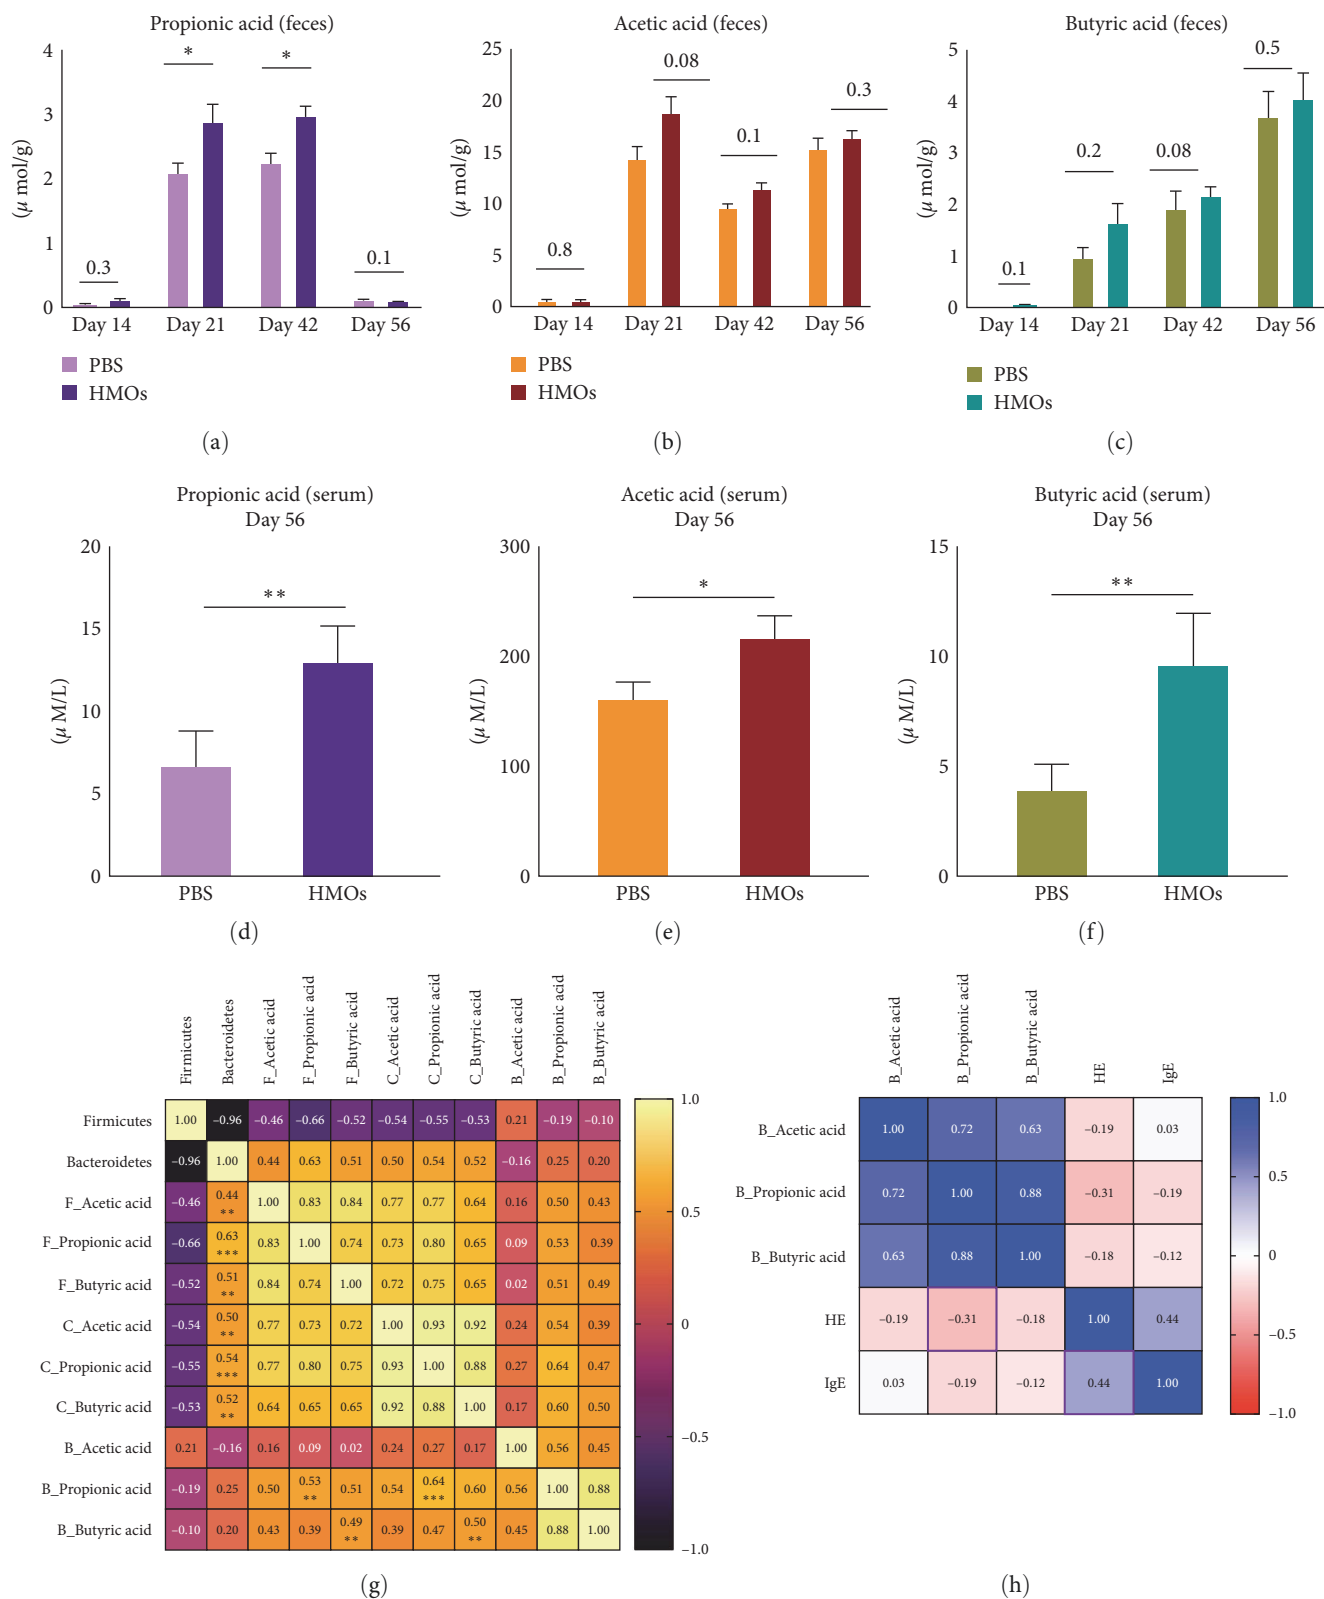 Propionic acid (feces)
(μ mol/g)
4
3
2
1
0
0.3
*
*
0.1
Day 14 Day 21 Day 42 Day 56
PBS
HMOs
(a)
Acetic acid (feces)
(μ mol/g)
25
20
15
10
5
0
0.8
0.08
0.1
0.3
Day 14 Day 21 Day 42 Day 56
PBS
HMOs
(b)
Butyric acid (feces)
(μ mol/g)
5
4
3
2
1
0
0.1
0.2
0.08
0.5
Day 14 Day 21 Day 42 Day 56
PBS
HMOs
(c)
Propionic acid (serum)
Day 56
(μ M/L)
20
15
10
5
0
**
PBS HMOs
(d)
Acetic acid (serum)
Day 56
(μ M/L)
300
200
100
0
*
PBS HMOs
(e)
Butyric acid (serum)
Day 56
(μ M/L)
15
10
5
0
**
PBS HMOs
(f)
Firmicutes Bacteroidetes F_Acetic acid F_Propionic acid F_Butyric acid C_Acetic acid C_Propionic acid C_Butyric acid B_Acetic acid B_Propionic acid B_Butyric acid
Firmicutes 1.00 –0.96 –0.46 –0.66 –0.52 –0.54 –0.55 –0.53 0.21 –0.19 –0.10
Bacteroidetes –0.96 1.00 0.44 0.63 0.51 0.50 0.54 0.52 –0.16 0.25 0.20
F_Acetic acid –0.46 0.44 1.00 0.83 0.84 0.77 0.77 0.64 0.16 0.50 0.43
**
F_Propionic acid –0.66 0.63 0.83 1.00 0.74 0.73 0.80 0.65 0.09 0.53 0.39
***
F_Butyric acid –0.52 0.51 0.84 0.74 1.00 0.72 0.75 0.65 0.02 0.51 0.49
**
C_Acetic acid –0.54 0.50 0.77 0.73 0.72 1.00 0.93 0.92 0.24 0.54 0.39
**
C_Propionic acid –0.55 0.54 0.77 0.80 0.75 0.93 1.00 0.88 0.27 0.64 0.47
***
C_Butyric acid –0.53 0.52 0.64 0.65 0.65 0.92 0.88 1.00 0.17 0.60 0.50
**
B_Acetic acid 0.21 –0.16 0.16 0.09 0.02 0.24 0.27 0.17 1.00 0.56 0.45
B_Propionic acid –0.19 0.25 0.50 0.53 0.51 0.54 0.64 0.60 0.56 1.00 0.88
** ***
B_Butyric acid –0.10 0.20 0.43 0.39 0.49 0.39 0.47 0.50 0.45 0.88 1.00
** **
1.0
0.5
0
–0.5
–1.0
(g)
B_Acetic acid B_Propionic acid B_Butyric acid HE IgE
B_Acetic acid 1.00 0.72 0.63 –0.19 0.03
B_Propionic acid 0.72 1.00 0.88 –0.31 –0.19
B_Butyric acid 0.63 0.88 1.00 –0.18 –0.12
HE –0.19 –0.31 –0.18 1.00 0.44
IgE 0.03 –0.19 –0.12 0.44 1.00
1.0
0.5
0
–0.5
–1.0
(h)